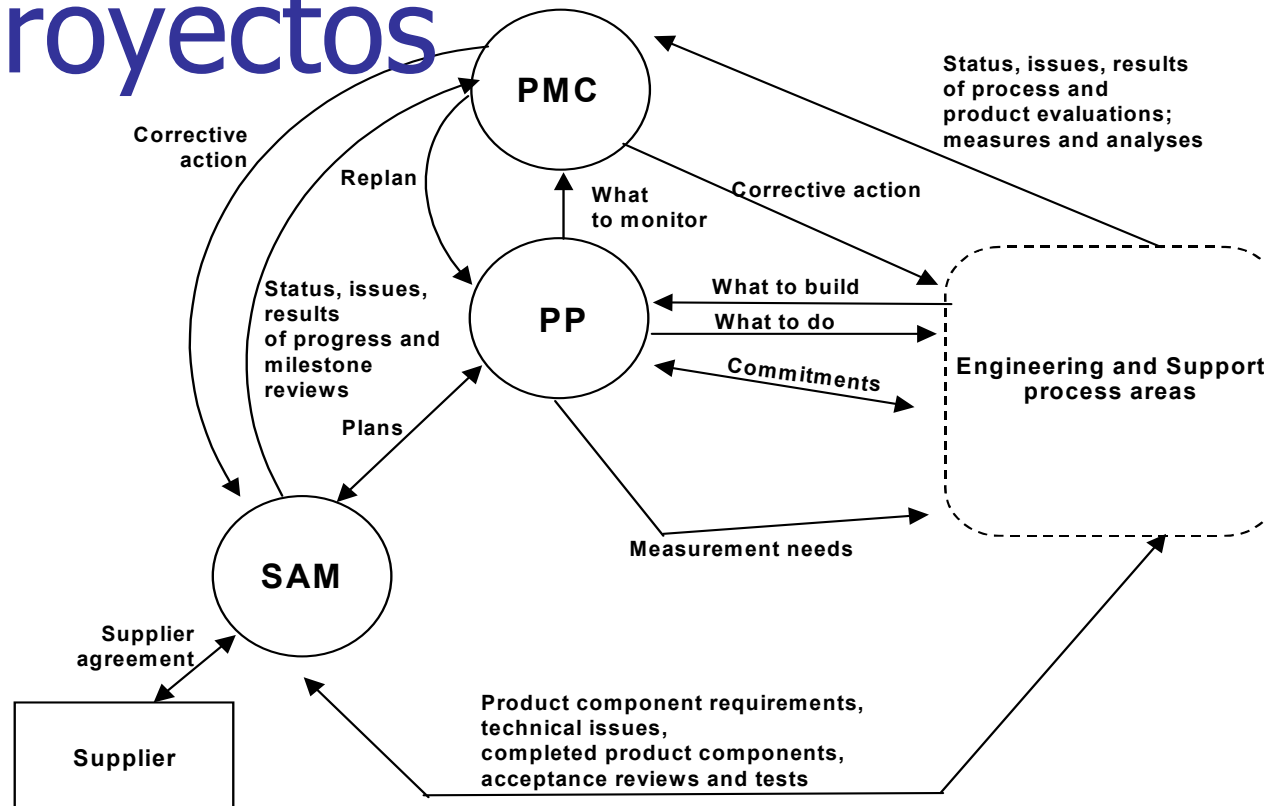 royectos
PMC
Status, issues, results
of process and
product evaluations;
measures and analyses
Corrective
action
Replan
What
to monitor
Corrective action
Status, issues,
results
of progress and
milestone
reviews
PP
What to build
What to do
Commitments
Engineering and Support
process areas
Plans
Measurement needs
SAM
Supplier
agreement
Supplier
Product component requirements,
technical issues,
completed product components,
acceptance reviews and tests